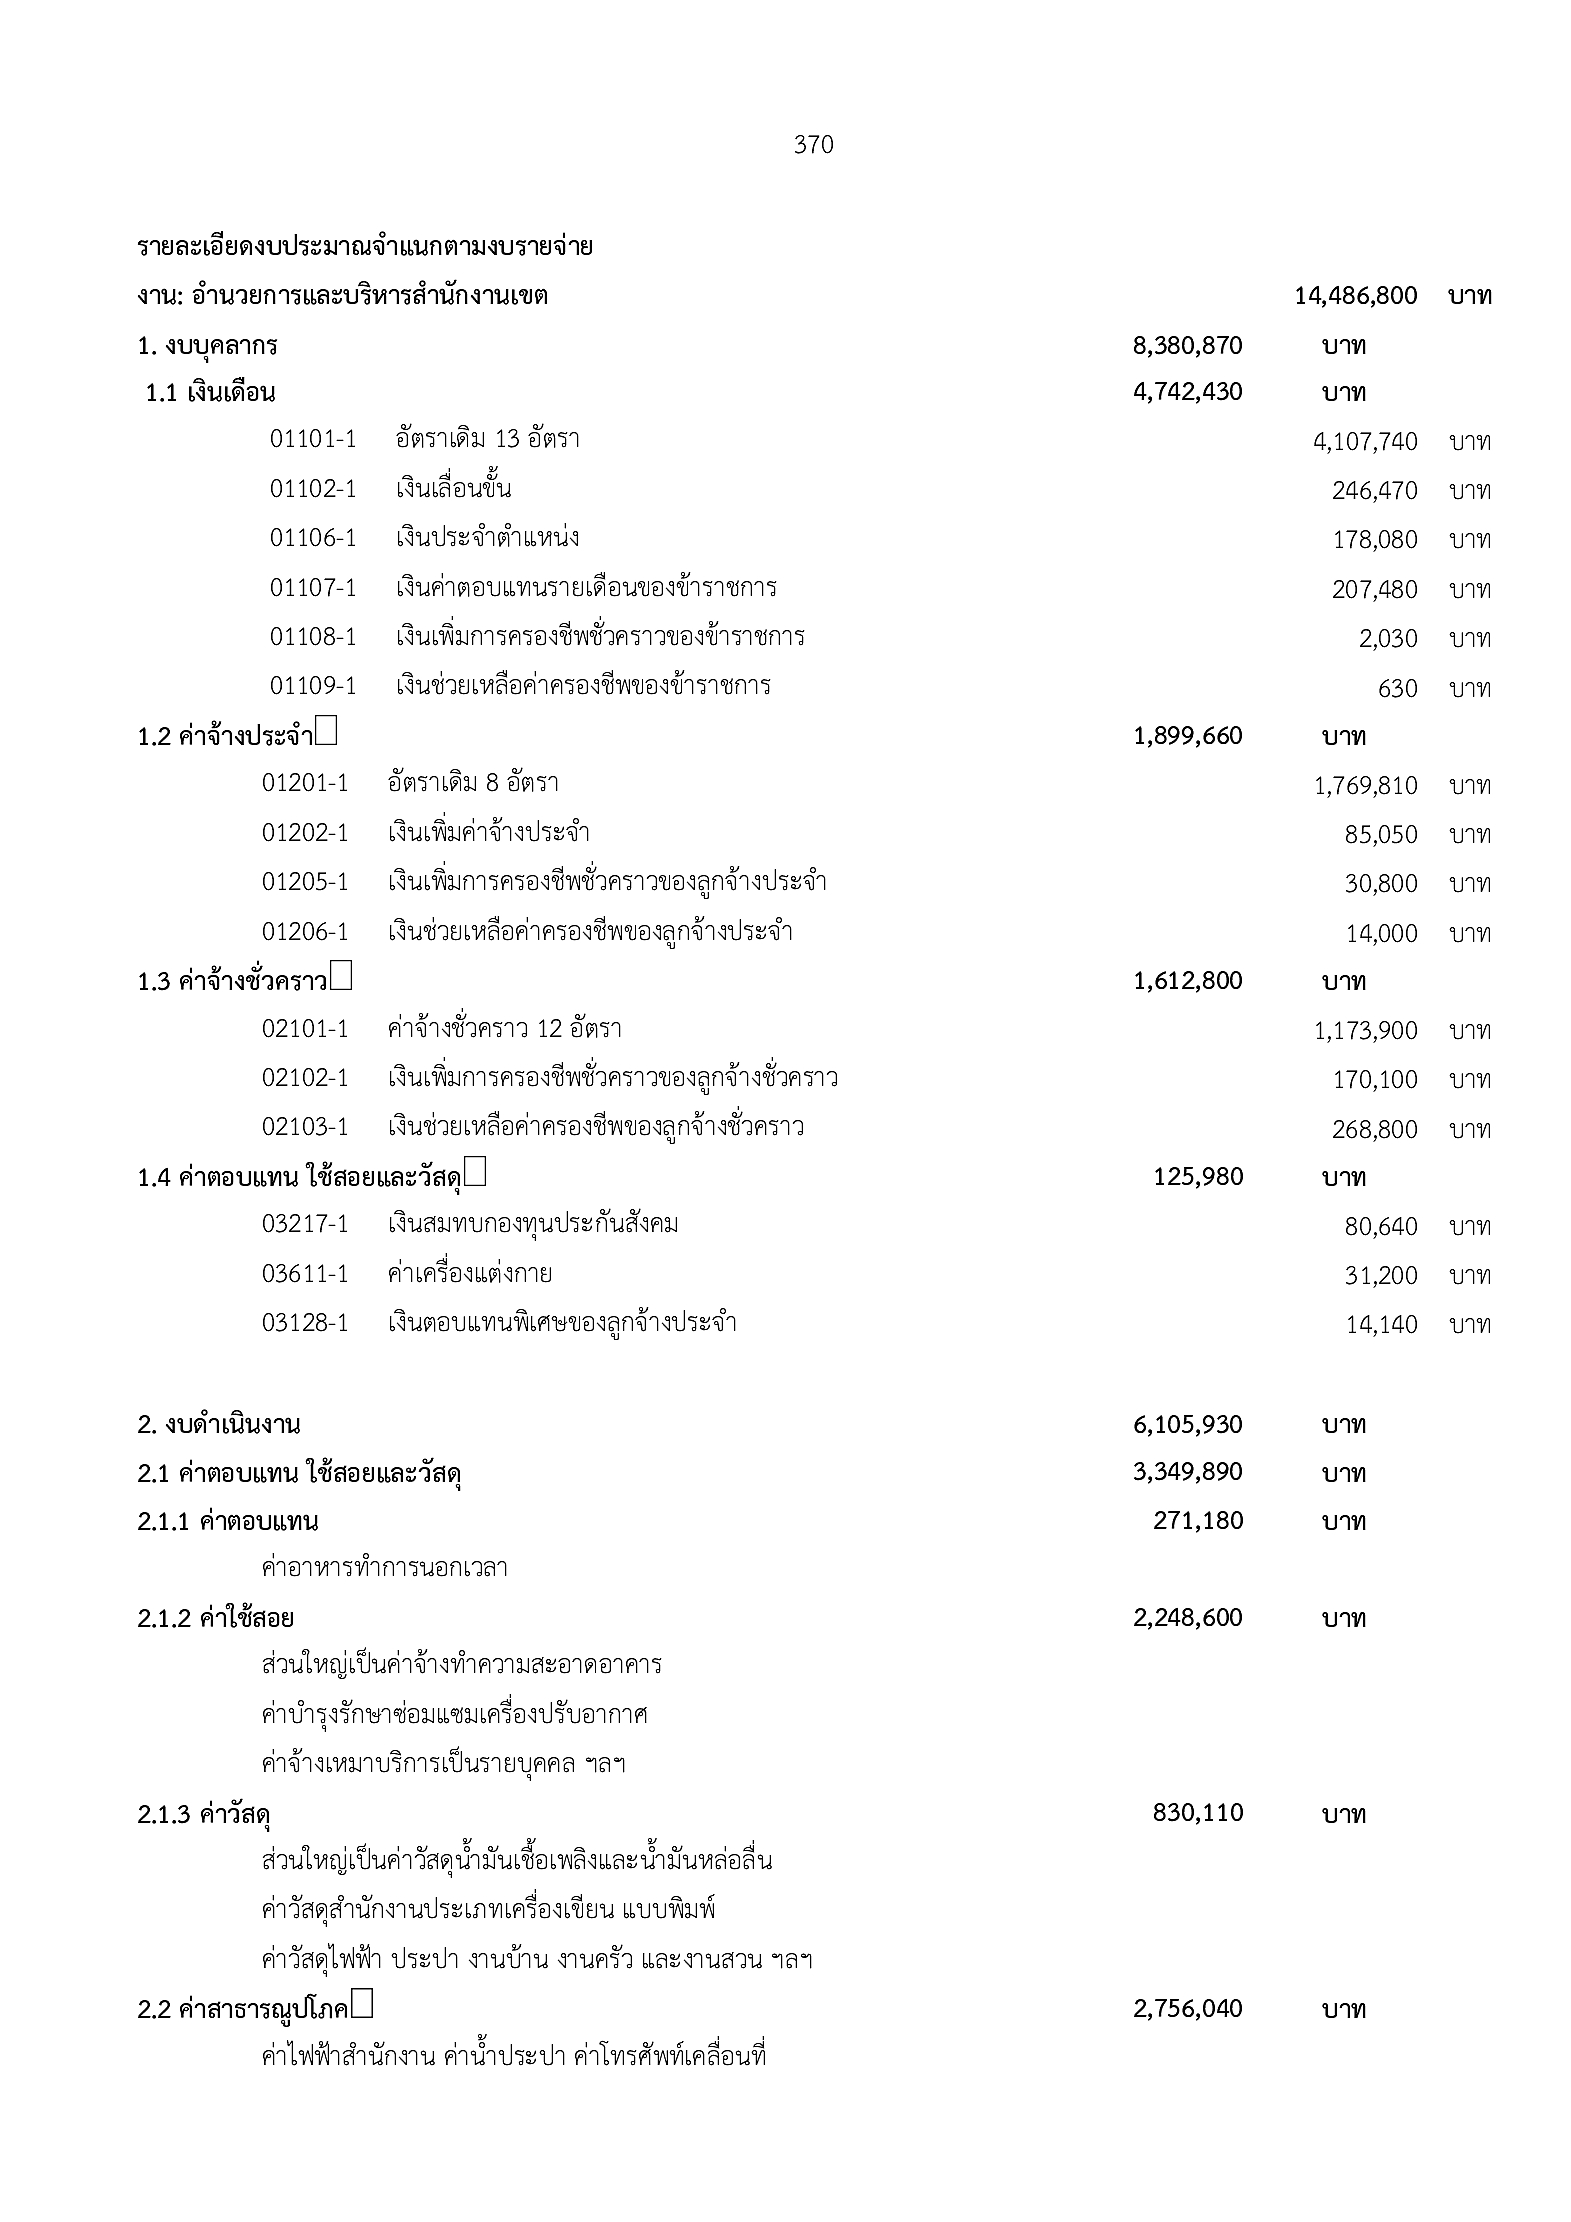 370
รายละเอียดงบประมาณจำแนกตามงบรายจ่าย
งาน: อำนวยการและบริหารสำนักงานเขต 14,486,800 บาท
1. งบบุคลากร 8,380,870 บาท
1.1 เงินเดือน 4,742,430 บาท
01101-1 อัตราเดิม 13 อัตรา 4,107,740 บาท
01102-1 เงินเลื่อนขั้น 246,470 บาท
01106-1 เงินประจำตำแหน่ง 178,080 บาท
01107-1 เงินค่าตอบแทนรายเดือนของข้าราชการ 207,480 บาท
01108-1 เงินเพิ่มการครองชีพชั่วคราวของข้าราชการ 2,030 บาท
01109-1 เงินช่วยเหลือค่าครองชีพของข้าราชการ 630 บาท
1.2 ค่าจ้างประจำ 1,899,660 บาท
01201-1 อัตราเดิม 8 อัตรา 1,769,810 บาท
01202-1 เงินเพิ่มค่าจ้างประจำ 85,050 บาท
01205-1 เงินเพิ่มการครองชีพชั่วคราวของลูกจ้างประจำ 30,800 บาท
01206-1 เงินช่วยเหลือค่าครองชีพของลูกจ้างประจำ 14,000 บาท
1.3 ค่าจ้างชั่วคราว 1,612,800 บาท
02101-1 ค่าจ้างชั่วคราว 12 อัตรา 1,173,900 บาท
02102-1 เงินเพิ่มการครองชีพชั่วคราวของลูกจ้างชั่วคราว 170,100 บาท
02103-1 เงินช่วยเหลือค่าครองชีพของลูกจ้างชั่วคราว 268,800 บาท
1.4 ค่าตอบแทน ใช้สอยและวัสดุ 125,980 บาท
03217-1 เงินสมทบกองทุนประกันสังคม 80,640 บาท
03611-1 ค่าเครื่องแต่งกาย 31,200 บาท
03128-1 เงินตอบแทนพิเศษของลูกจ้างประจำ 14,140 บาท
2. งบดำเนินงาน 6,105,930 บาท
2.1 ค่าตอบแทน ใช้สอยและวัสดุ 3,349,890 บาท
2.1.1 ค่าตอบแทน 271,180 บาท
ค่าอาหารทำการนอกเวลา
2.1.2 ค่าใช้สอย 2,248,600 บาท
ส่วนใหญ่เป็นค่าจ้างทำความสะอาดอาคาร
ค่าบำรุงรักษาซ่อมแซมเครื่องปรับอากาศ
ค่าจ้างเหมาบริการเป็นรายบุคคล ฯลฯ
2.1.3 ค่าวัสดุ 830,110 บาท
ส่วนใหญ่เป็นค่าวัสดุน้ำมันเชื้อเพลิงและน้ำมันหล่อลื่น
ค่าวัสดุสำนักงานประเภทเครื่องเขียน แบบพิมพ์
ค่าวัสดุไฟฟ้า ประปา งานบ้าน งานครัว และงานสวน ฯลฯ
2.2 ค่าสาธารณูปโภค 2,756,040 บาท
ค่าไฟฟ้าสำนักงาน ค่าน้ำประปา ค่าโทรศัพท์เคลื่อนที่